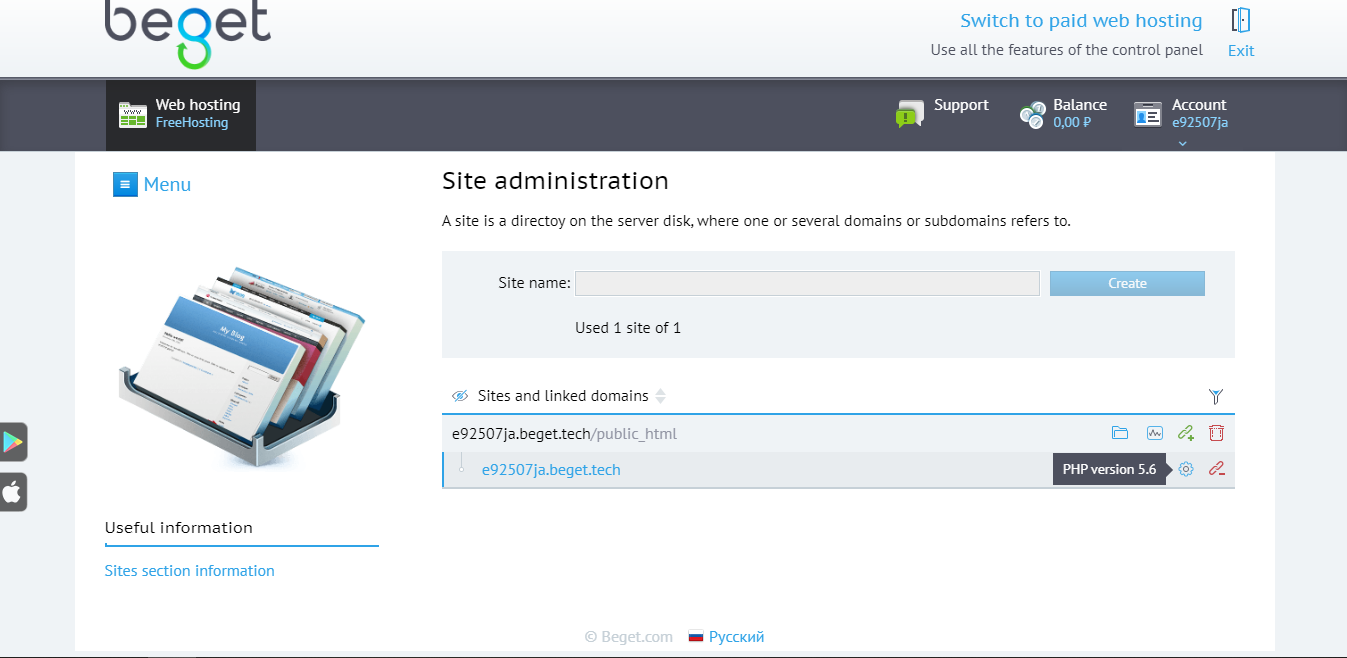 beget
Switch to paid web hosting
Use all the features of the control panel
Exit
Web hosting
FreeHosting
Support
Balance
0,00 ₽
Account
e92507ja
Menu
My Blog
Site administration
A site is a directoy on the server disk, where one or several domains or subdomains refers to.
Site name:
Create
Used 1 site of 1
Sites and linked domains
e92507ja.beget.tech/public_html
e92507ja.beget.tech
PHP version 5.6
Useful information
Sites section information
© Beget.com
Русский